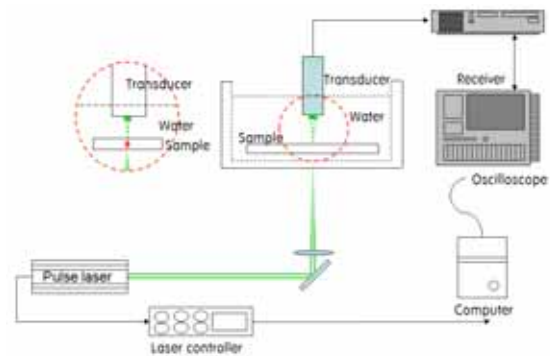 Transducer
Water
Sample
Transducer
Water
Sample
Receiver
Oscilloscope
Pulse laser
Computer
Laser controller